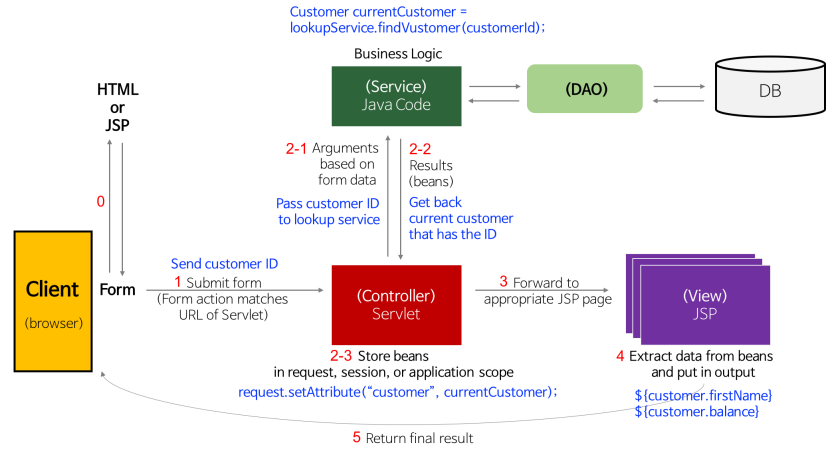 Customer currentCustomer =
lookupService.findVustomer(customerId);
Business Logic
(Service)
Java Code
(DAO)
DB
HTML
or
JSP
0
2-1 Arguments
based on
form data
Pass customer ID
to lookup service
2-2
Results
(beans)
Get back
current customer
that has the ID
Client
(browser)
Form
Send customer ID
1 Submit form
(Form action matches
URL of Servlet)
(Controller)
Servlet
3 Forward to
appropriate JSP page
(View)
JSP
2-3 Store beans
in request, session, or application scope
request.setAttribute(“customer”, currentCustomer);
4 Extract data from beans
and put in output
${customer.firstName}
${customer.balance}
5 Return final result